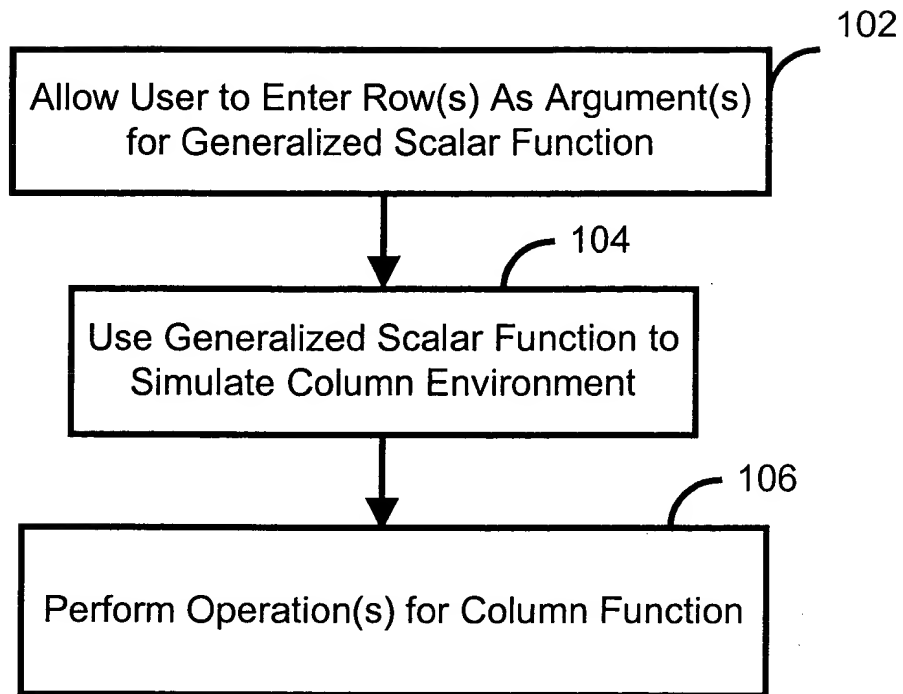 102
Allow User to Enter Row(s) As Argument(s)
for Generalized Scalar Function
104
Use Generalized Scalar Function to
Simulate Column Environment
106
Perform Operation(s) for Column Function